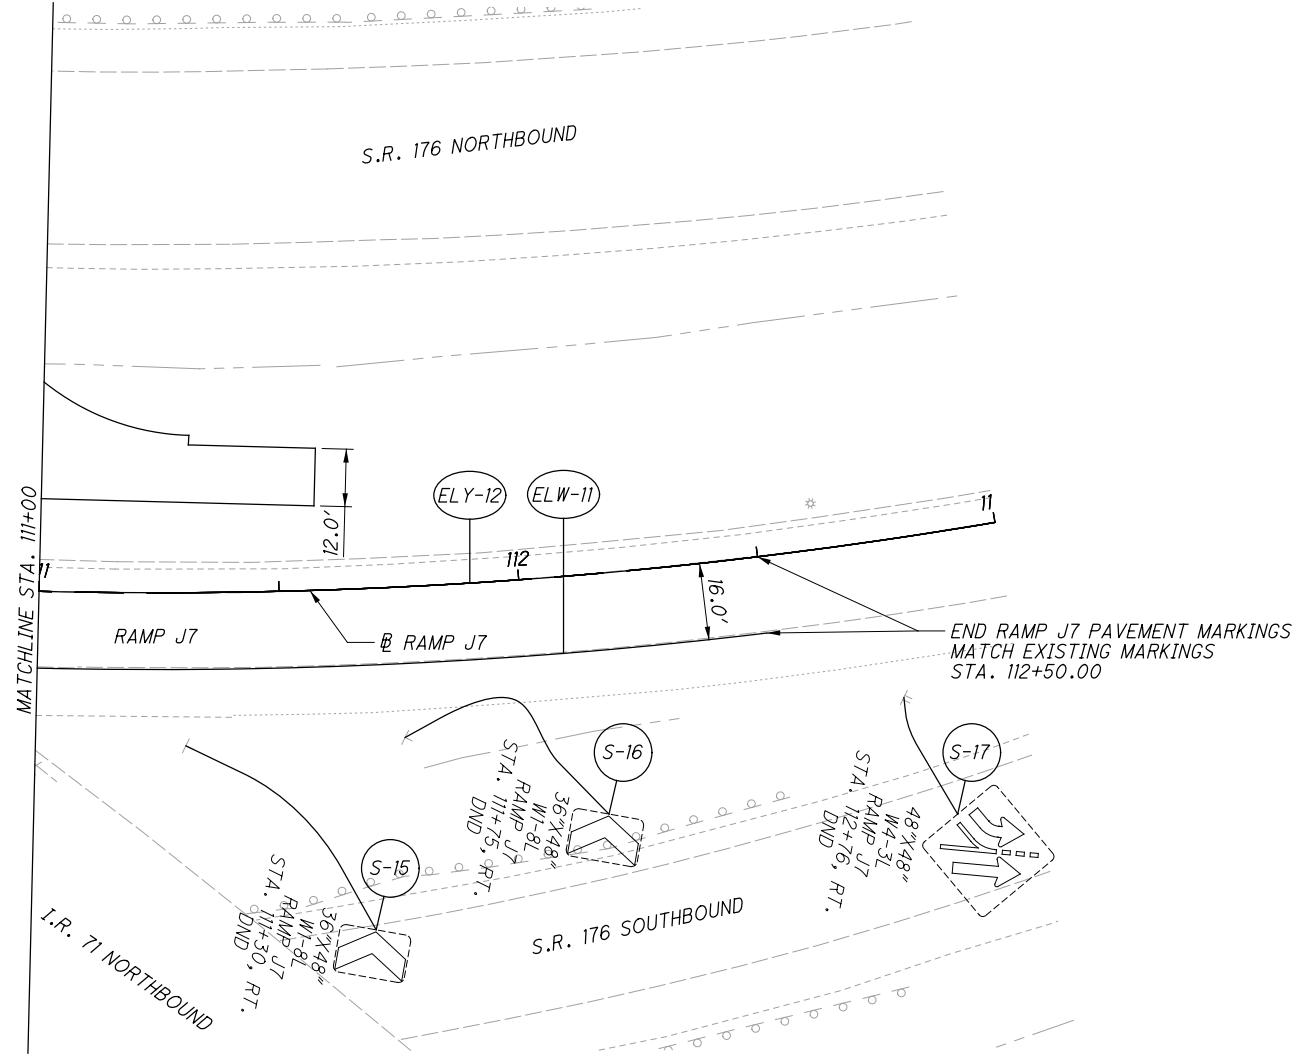 S.R. 176 NORTHBOUND
MATCHLINE STA. 111+00
12.0'
ELY-12
ELW-11
11
112
11
RAMP J7
BL RAMP J7
16.0'
END RAMP J7 PAVEMENT MARKINGS
MATCH EXISTING MARKINGS
STA. 112+50.00
S-15
36"X48"
W1-8L
RAMP J7
STA. 111+30, RT.
DND
S-16
36"X48"
W1-8L
RAMP J7
STA. 111+75, RT.
DND
S-17
48"X48"
W4-3L
RAMP J7
STA. 112+76, RT.
DND
S.R. 176 SOUTHBOUND
I.R. 71 NORTHBOUND